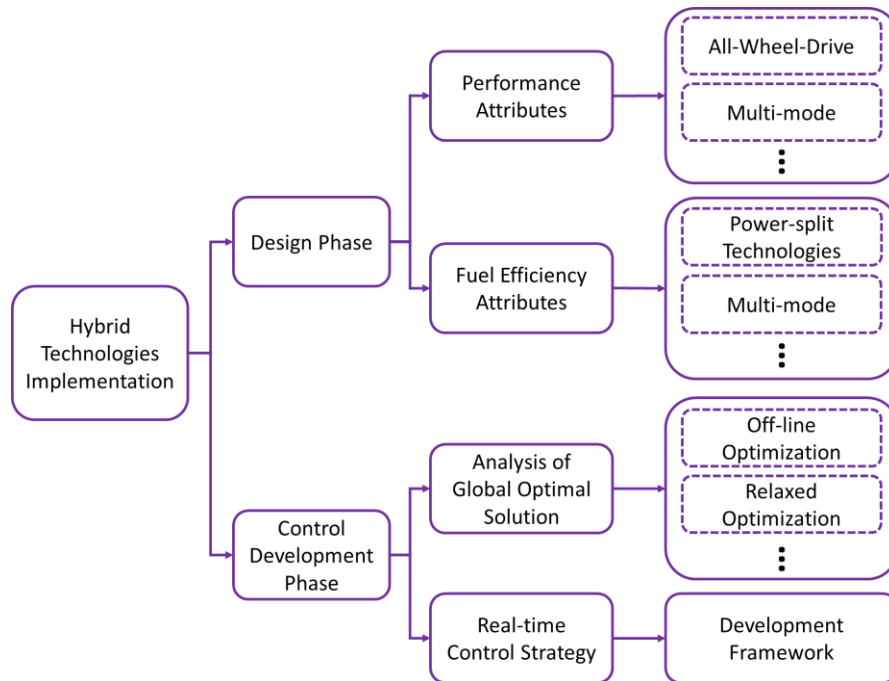 Hybrid
Technologies
Implementation
Design Phase
Control
Development
Phase
Performance
Attributes
Fuel Efficiency
Attributes
Analysis of
Global Optimal
Solution
Real-time
Control Strategy
All-Wheel-Drive
Multi-mode
Power-split
Technologies
Multi-mode
Off-line
Optimization
Relaxed
Optimization
Development
Framework